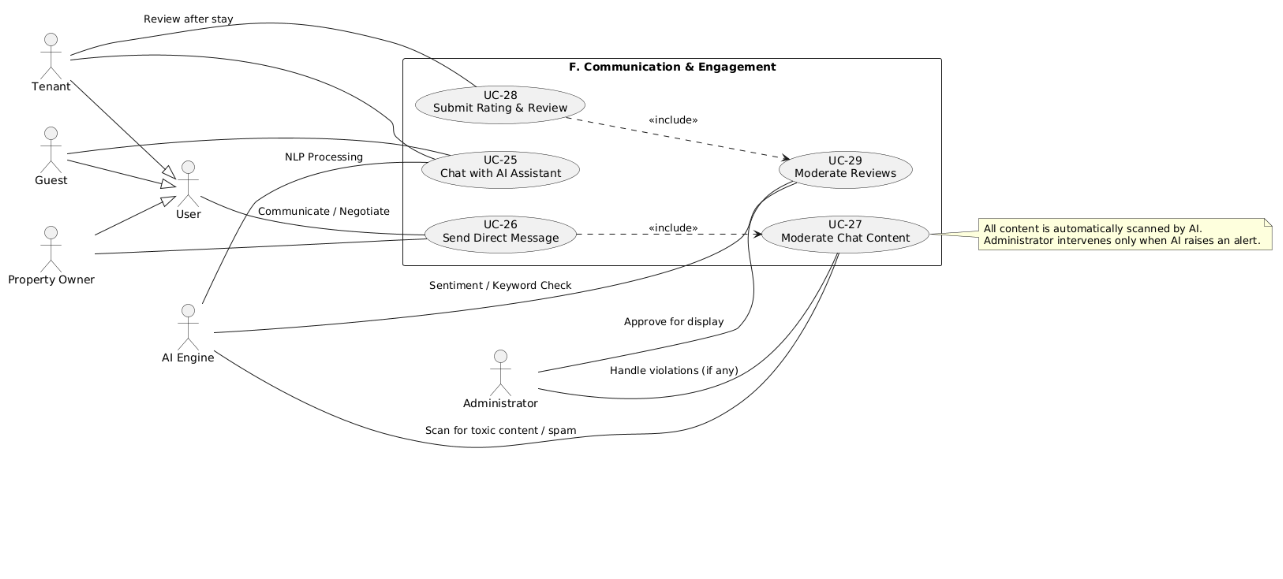 Review after stay
Tenant
F. Communication & Engagement
UC-28
Submit Rating & Review
«include»
Guest
NLP Processing
UC-25
Chat with AI Assistant
UC-29
Moderate Reviews
User
Communicate / Negotiate
UC-26
Send Direct Message
«include»
UC-27
Moderate Chat Content
All content is automatically scanned by AI.
Administrator intervenes only when AI raises an alert.
Property Owner
Sentiment / Keyword Check
AI Engine
Approve for display
Handle violations (if any)
Administrator
Scan for toxic content / spam